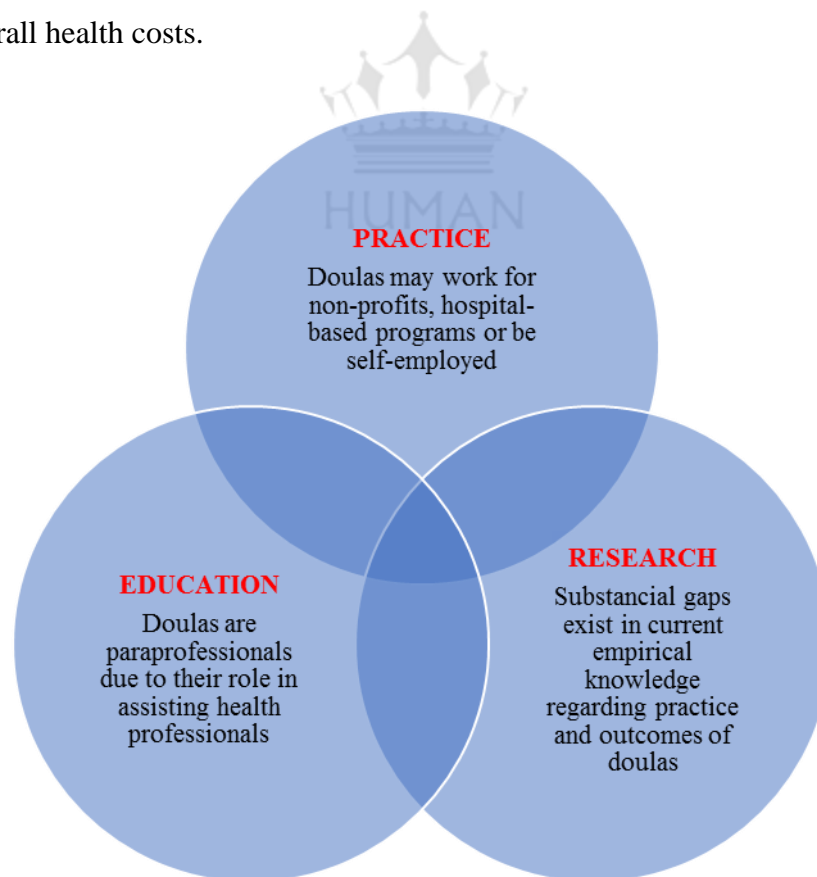 rall health costs.
HUMAN
PRACTICE
Doulas may work for
non-profits, hospital-
based programs or be
self-employed
EDUCATION
Doulas are
paraprofessionals
due to their role in
assisting health
professionals
RESEARCH
Substancial gaps
exist in current
empirical
knowledge
regarding practice
and outcomes of
doulas